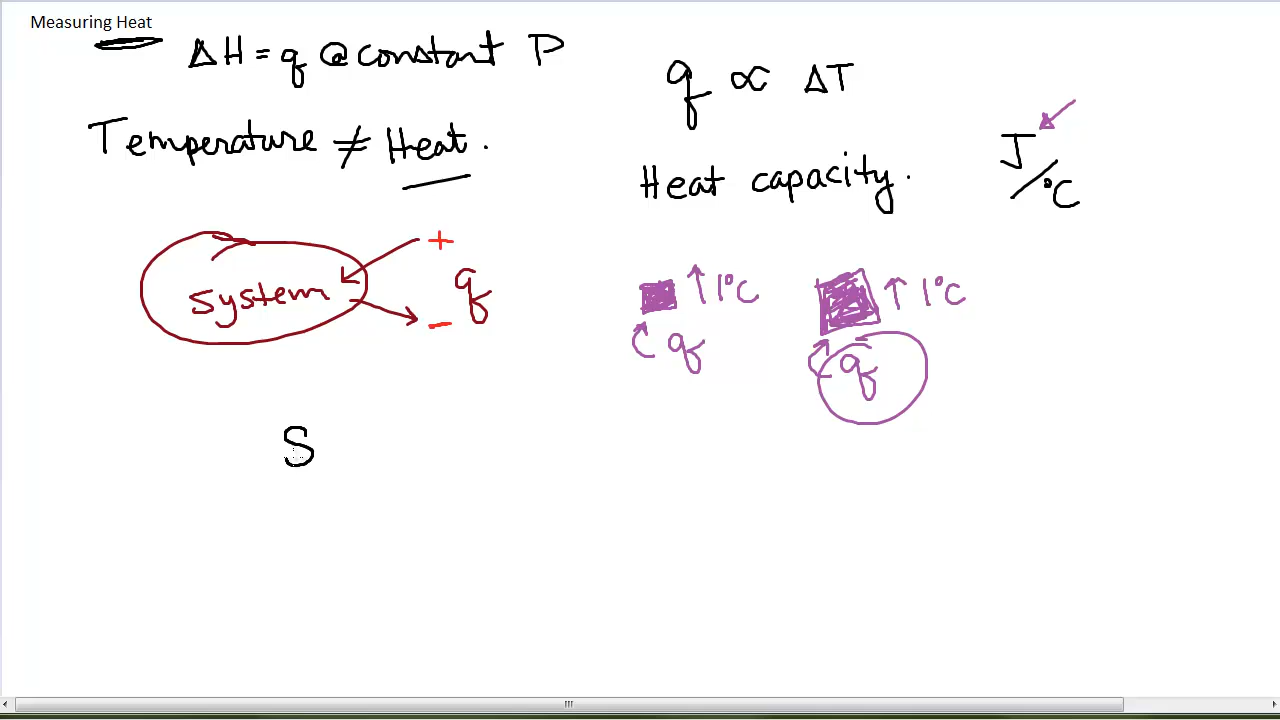 Measuring Heat
ΔH = q @ constant P
Temperature ≠ Heat.
System
+
q
−
S
q ∝ ΔT
Heat capacity.
J/°C
↑ 1°C
q
↑ 1°C
q